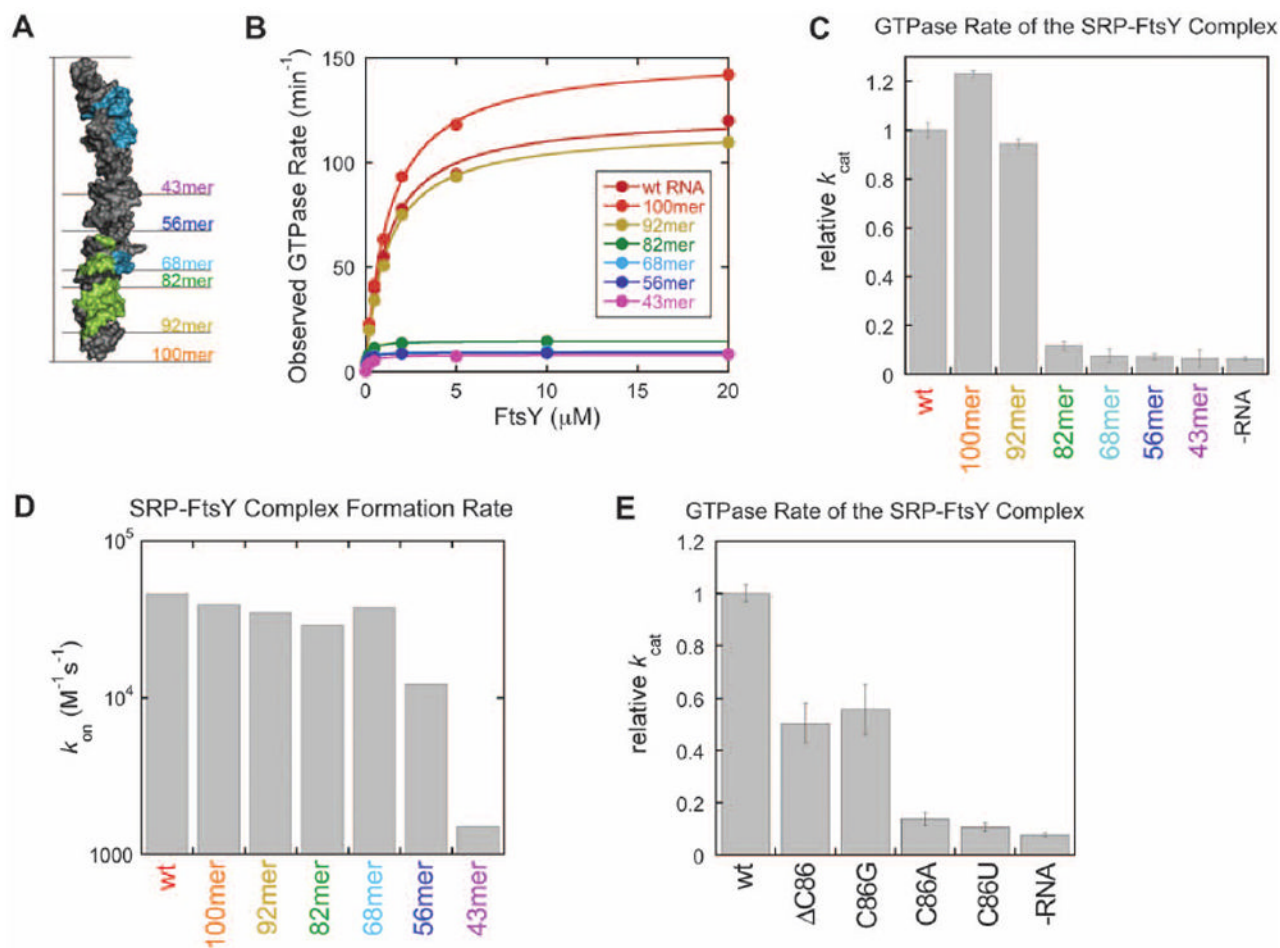 A
43mer
56mer
68mer
82mer
92mer
100mer
B
Observed GTPase Rate (min⁻¹)
150
100
50
0
0 5 10 15 20
FtsY (μM)
wt RNA
100mer
92mer
82mer
68mer
56mer
43mer
C
GTPase Rate of the SRP-FtsY Complex
relative kcat
1.2
1
0.8
0.6
0.4
0.2
0
wt
100mer
92mer
82mer
68mer
56mer
43mer
-RNA
D
SRP-FtsY Complex Formation Rate
kon (M⁻¹s⁻¹)
10⁵
10⁴
1000
wt
100mer
92mer
82mer
68mer
56mer
43mer
E
GTPase Rate of the SRP-FtsY Complex
relative kcat
1.2
1
0.8
0.6
0.4
0.2
0
wt
ΔC86
C86G
C86A
C86U
-RNA